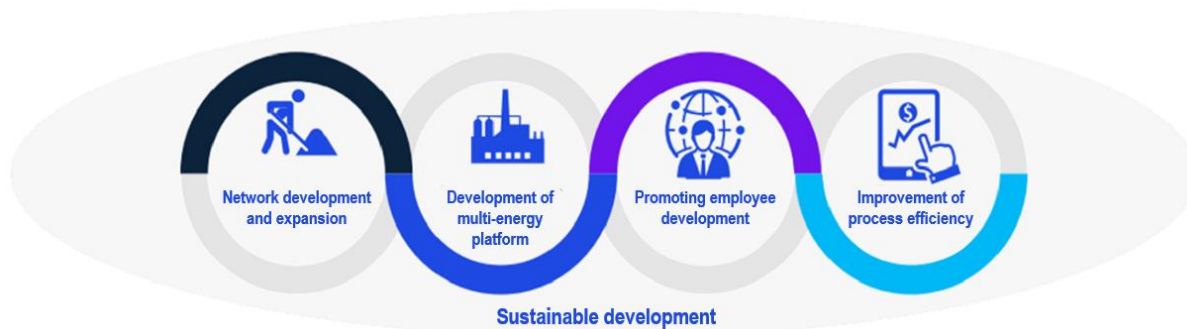 Network development
and expansion
Development of
multi-energy
platform
Promoting employee
development
Improvement of
process efficiency
$
Sustainable development